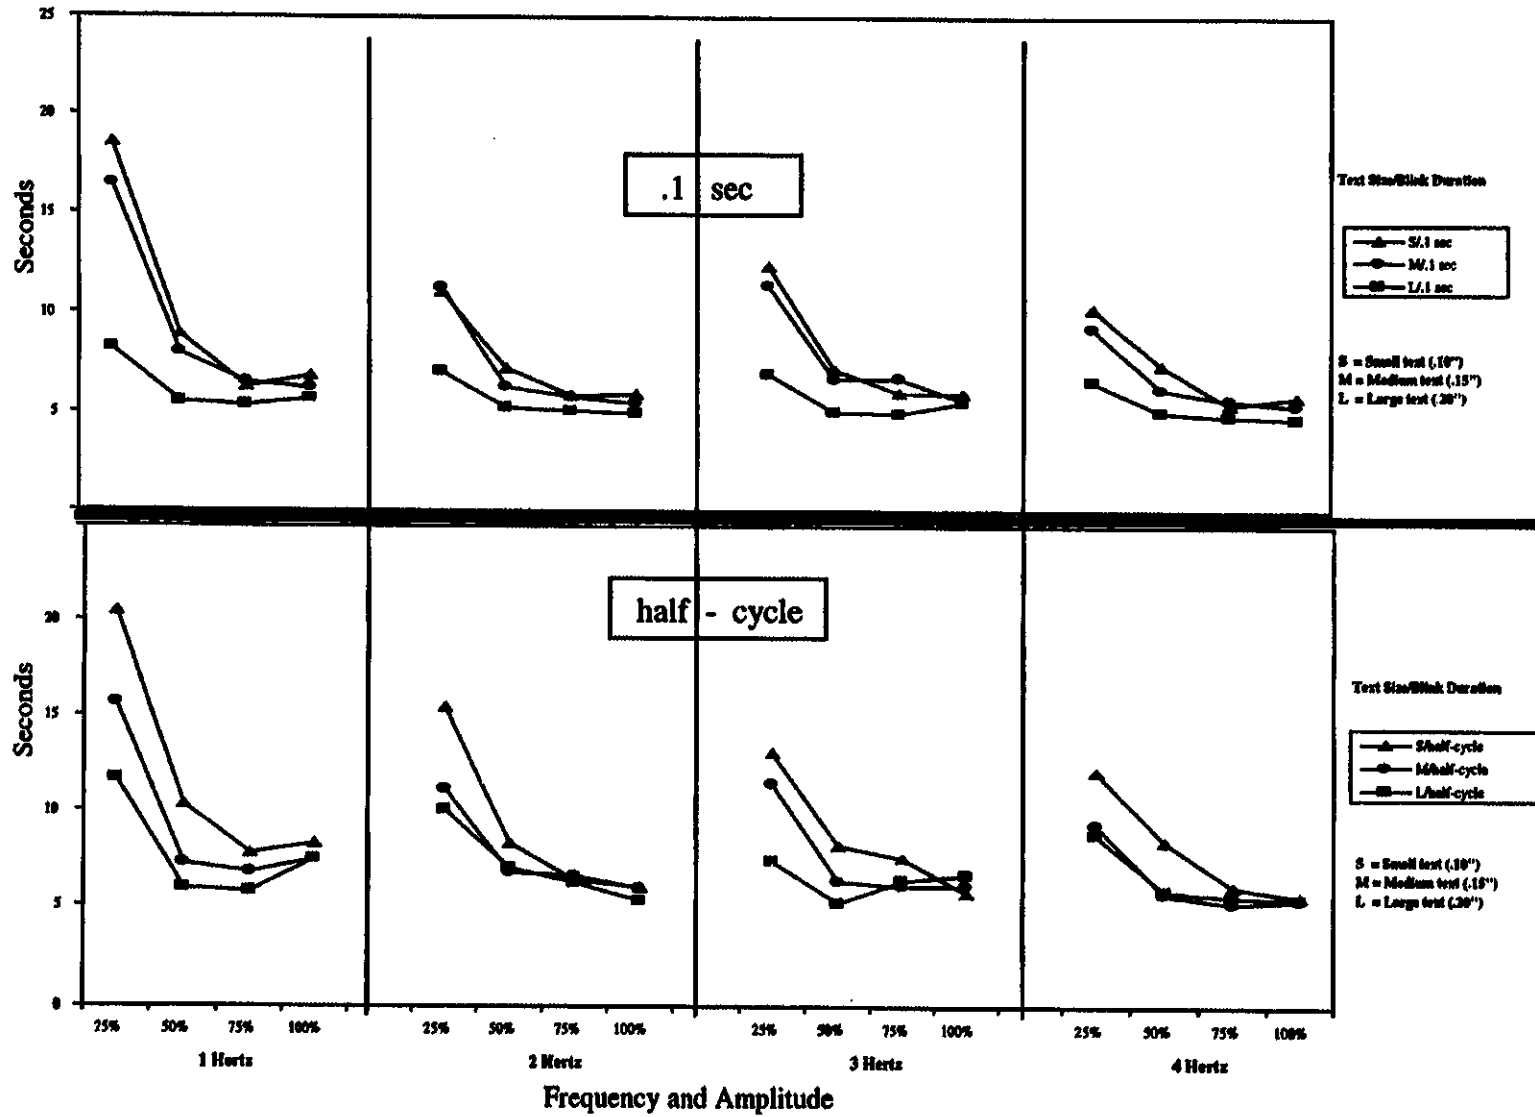 25
20
15
10
5
Seconds
.1 sec
Text Size/Blink Duration
S/.1 sec
M/.1 sec
L/.1 sec
S = Small text (.10")
M = Medium text (.15")
L = Large text (.20")
20
15
10
5
0
Seconds
half - cycle
Text Size/Blink Duration
S/half-cycle
M/half-cycle
L/half-cycle
S = Small text (.10")
M = Medium text (.15")
L = Large text (.20")
25% 50% 75% 100% 25% 50% 75% 100% 25% 50% 75% 100% 25% 50% 75% 100%
1 Hertz 2 Hertz 3 Hertz 4 Hertz
Frequency and Amplitude